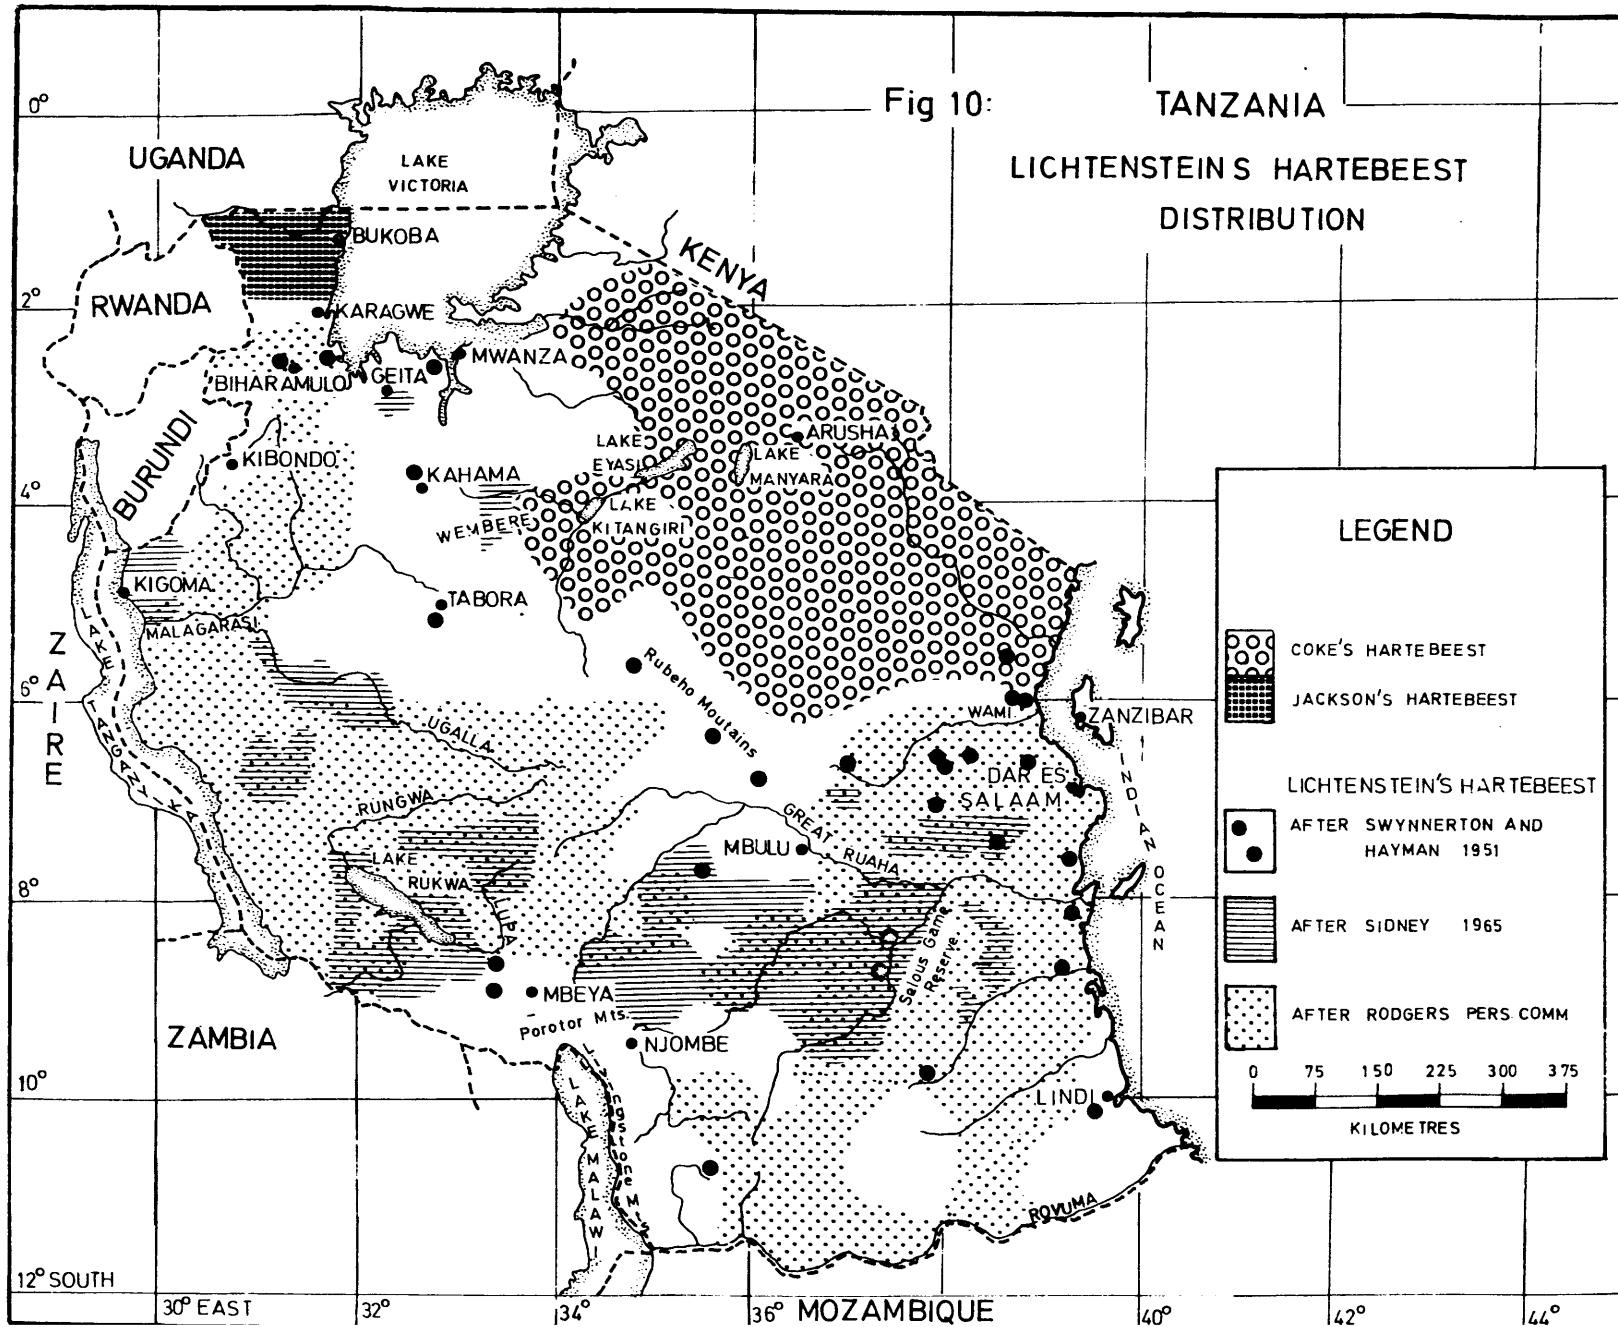 Fig 10:
TANZANIA
LICHTENSTEIN S HARTEBEEST
DISTRIBUTION
0°
2°
4°
6°
8°
10°
12° SOUTH
30° EAST
32°
34°
36°
38°
40°
42°
44°
UGANDA
LAKE
VICTORIA
BUKOBA
KENYA
RWANDA
KARAGWE
MWANZA
BIHARAMULO
GEITA
BURUNDI
KIBONDO
KAHAMA
LAKE
EYASI
ARUSHA
LAKE
MANYARA
LAKE
KITANGIRI
WEMBERE
KIGOMA
TABORA
MALAGARASI
ZAIRE
LAKE TANGANYIKA
Rubeho Moutains
UGALLA
WAMI
ZANZIBAR
DAR ES
SALAAM
INDIAN OCEAN
RUNGWA
GREAT
RUAHA
MBULU
LAKE
RUKWA
LUPA
Selous Game
Reserve
MBEYA
Porotor Mts.
NJOMBE
ZAMBIA
LAKE MALAWI
Livingstone Mts
LINDI
ROVUMA
MOZAMBIQUE
LEGEND
COKE'S HARTEBEEST
JACKSON'S HARTEBEEST
LICHTENSTEIN'S HARTEBEEST
AFTER SWYNNERTON AND
HAYMAN 1951
AFTER SIDNEY 1965
AFTER RODGERS PERS. COMM
0 75 150 225 300 375
KILOMETRES